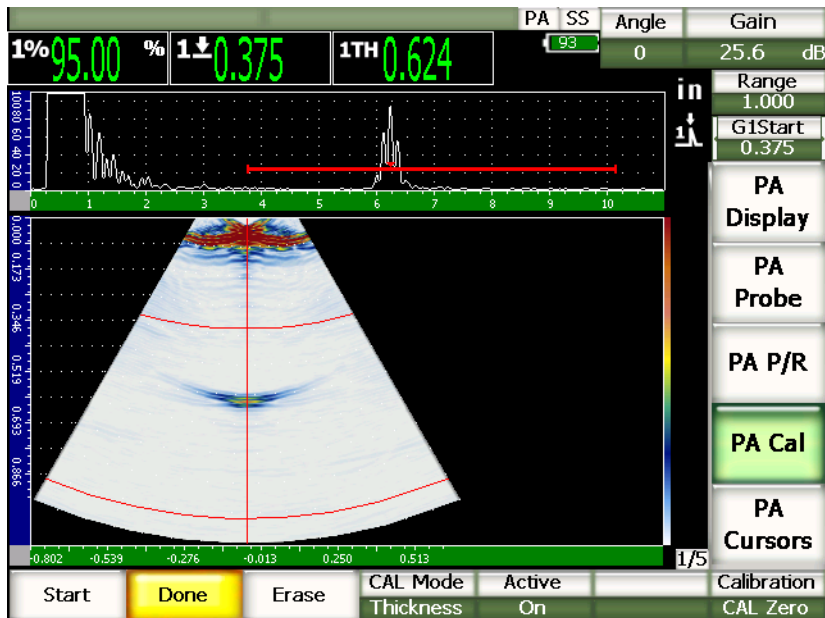 PA SS Angle Gain
93 0 25.6 dB
1% 95.00 % 1 0.375 1TH 0.624
in
Range
1.000
G1Start
0.375
1
100 80 60 40 20 0
0 1 2 3 4 5 6 7 8 9 10
PA
Display
PA
Probe
PA P/R
PA Cal
PA
Cursors
0.000 0.173 0.346 0.519 0.693 0.866
-0.802 -0.539 -0.276 -0.013 0.250 0.513
1/5
Start Done Erase
CAL Mode Active Calibration
Thickness On CAL Zero